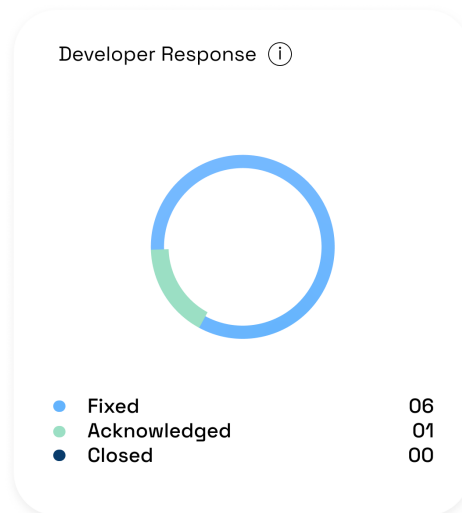 Developer Response i
Fixed 06
Acknowledged 01
Closed 00